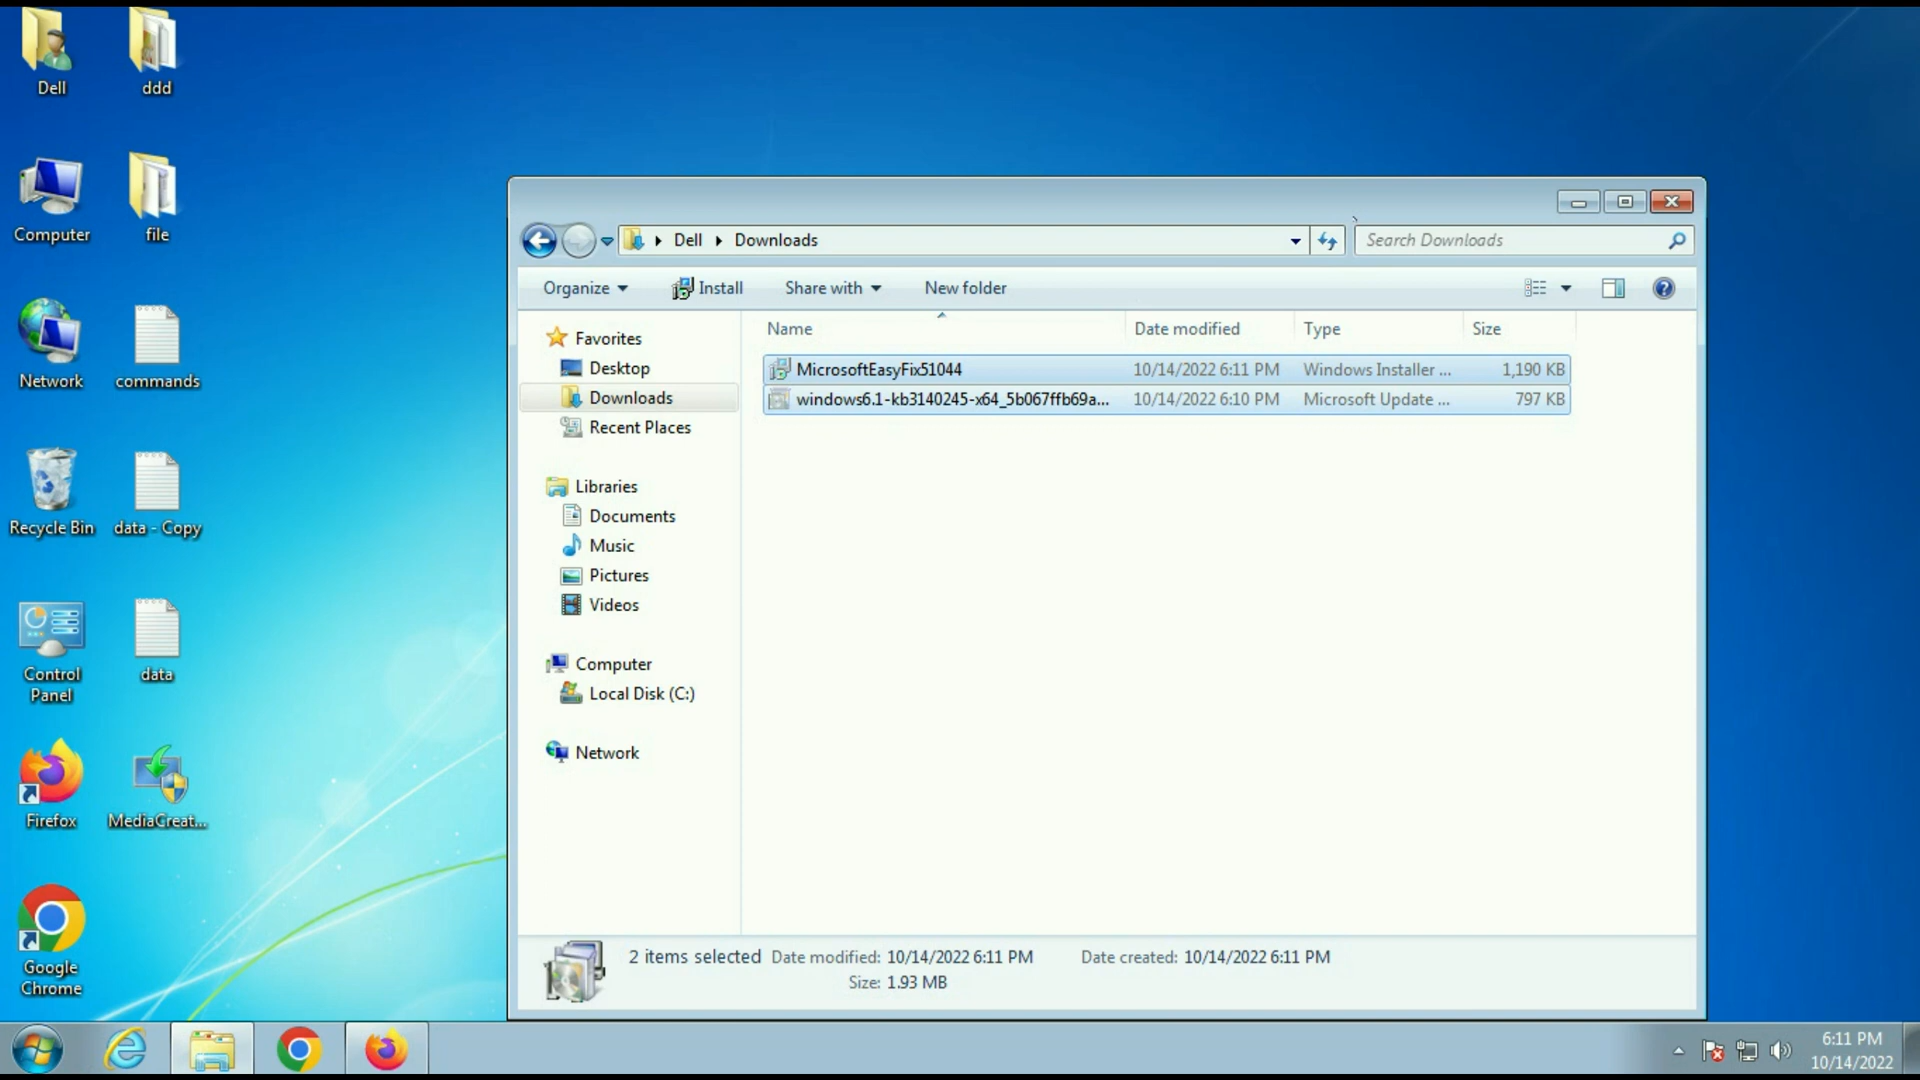 Dell
ddd
Computer
file
Network
commands
Recycle Bin
data - Copy
Control
Panel
data
Firefox
MediaCreat...
Google
Chrome
Dell
Downloads
Search Downloads
Organize
Install
Share with
New folder
Name
Date modified
Type
Size
Favorites
Desktop
Downloads
Recent Places
Libraries
Documents
Music
Pictures
Videos
Computer
Local Disk (C:)
Network
MicrosoftEasyFix51044 10/14/2022 6:11 PM Windows Installer ... 1,190 KB
windows6.1-kb3140245-x64_5b067ffb69a... 10/14/2022 6:10 PM Microsoft Update ... 797 KB
2 items selected Date modified: 10/14/2022 6:11 PM Date created: 10/14/2022 6:11 PM
Size: 1.93 MB
6:11 PM
10/14/2022